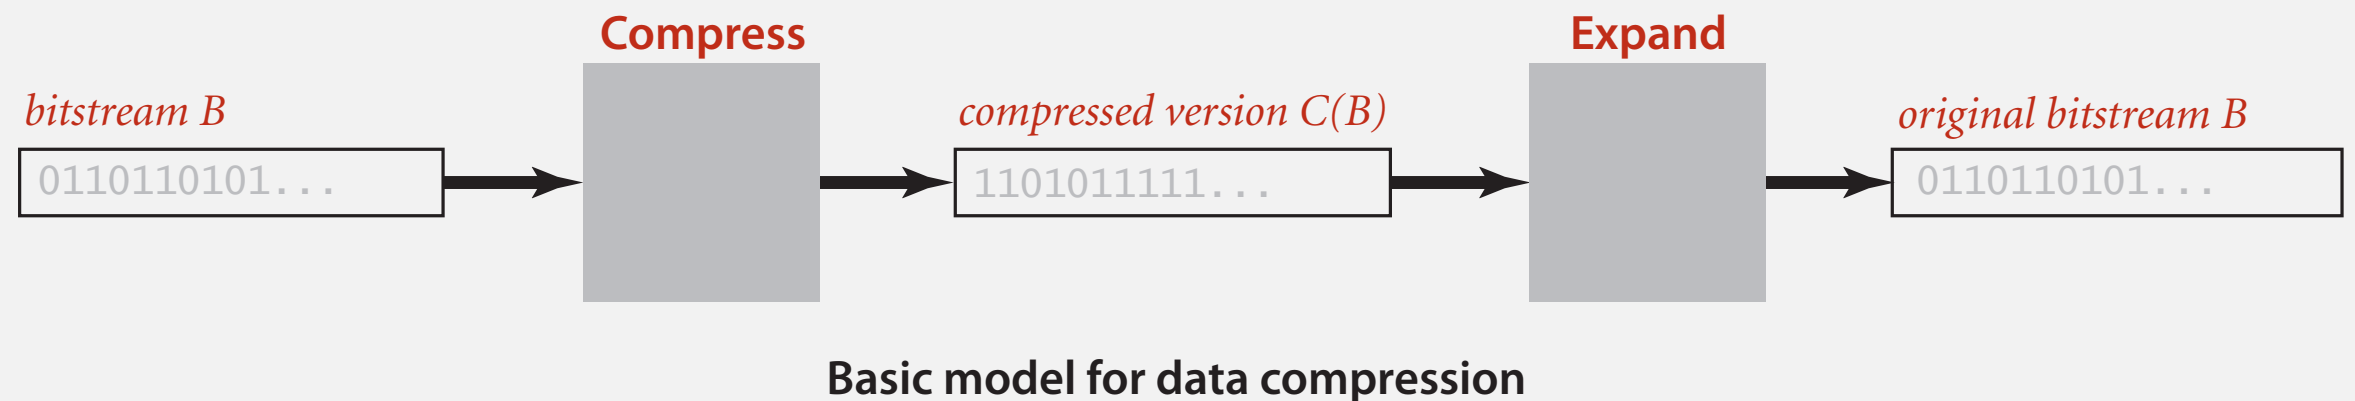 Compress
Expand
bitstream B
compressed version C(B)
original bitstream B
0110110101...
1101011111...
0110110101...
Basic model for data compression